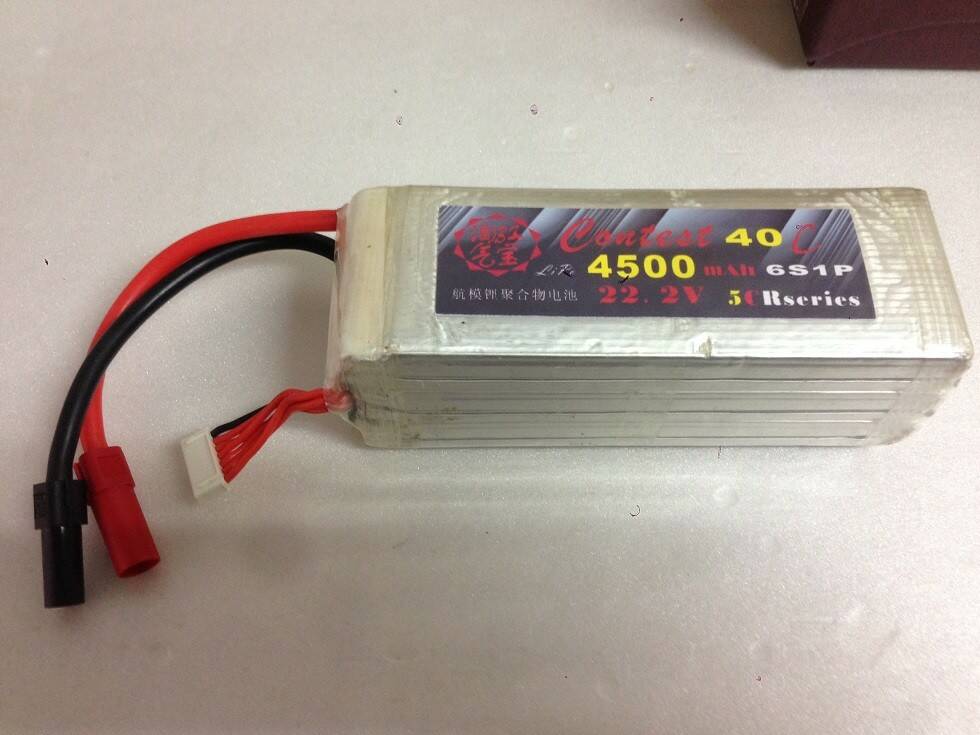 Contest 40C
LiPo 4500 mAh 6S1P
航模锂聚合物电池 22.2V 5CRseries